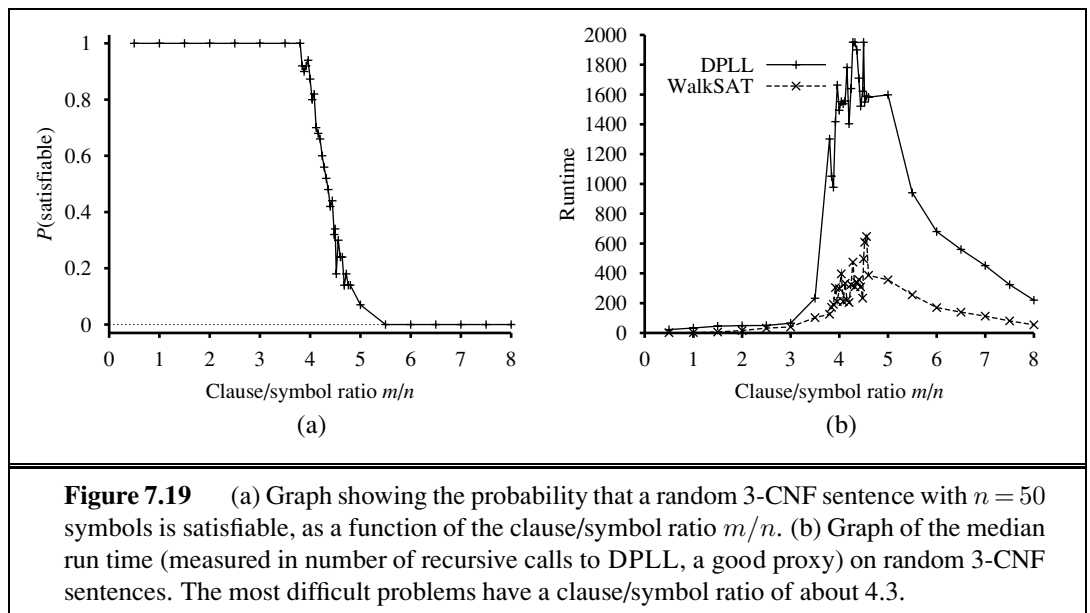 1
0.8
0.6
0.4
0.2
0
P(satisfiable)
0 1 2 3 4 5 6 7 8
Clause/symbol ratio m/n
(a)
2000
1800
1600
1400
1200
1000
800
600
400
200
0
Runtime
DPLL
WalkSAT
0 1 2 3 4 5 6 7 8
Clause/symbol ratio m/n
(b)
Figure 7.19 (a) Graph showing the probability that a random 3-CNF sentence with n = 50
symbols is satisfiable, as a function of the clause/symbol ratio m/n. (b) Graph of the median
run time (measured in number of recursive calls to DPLL, a good proxy) on random 3-CNF
sentences. The most difficult problems have a clause/symbol ratio of about 4.3.